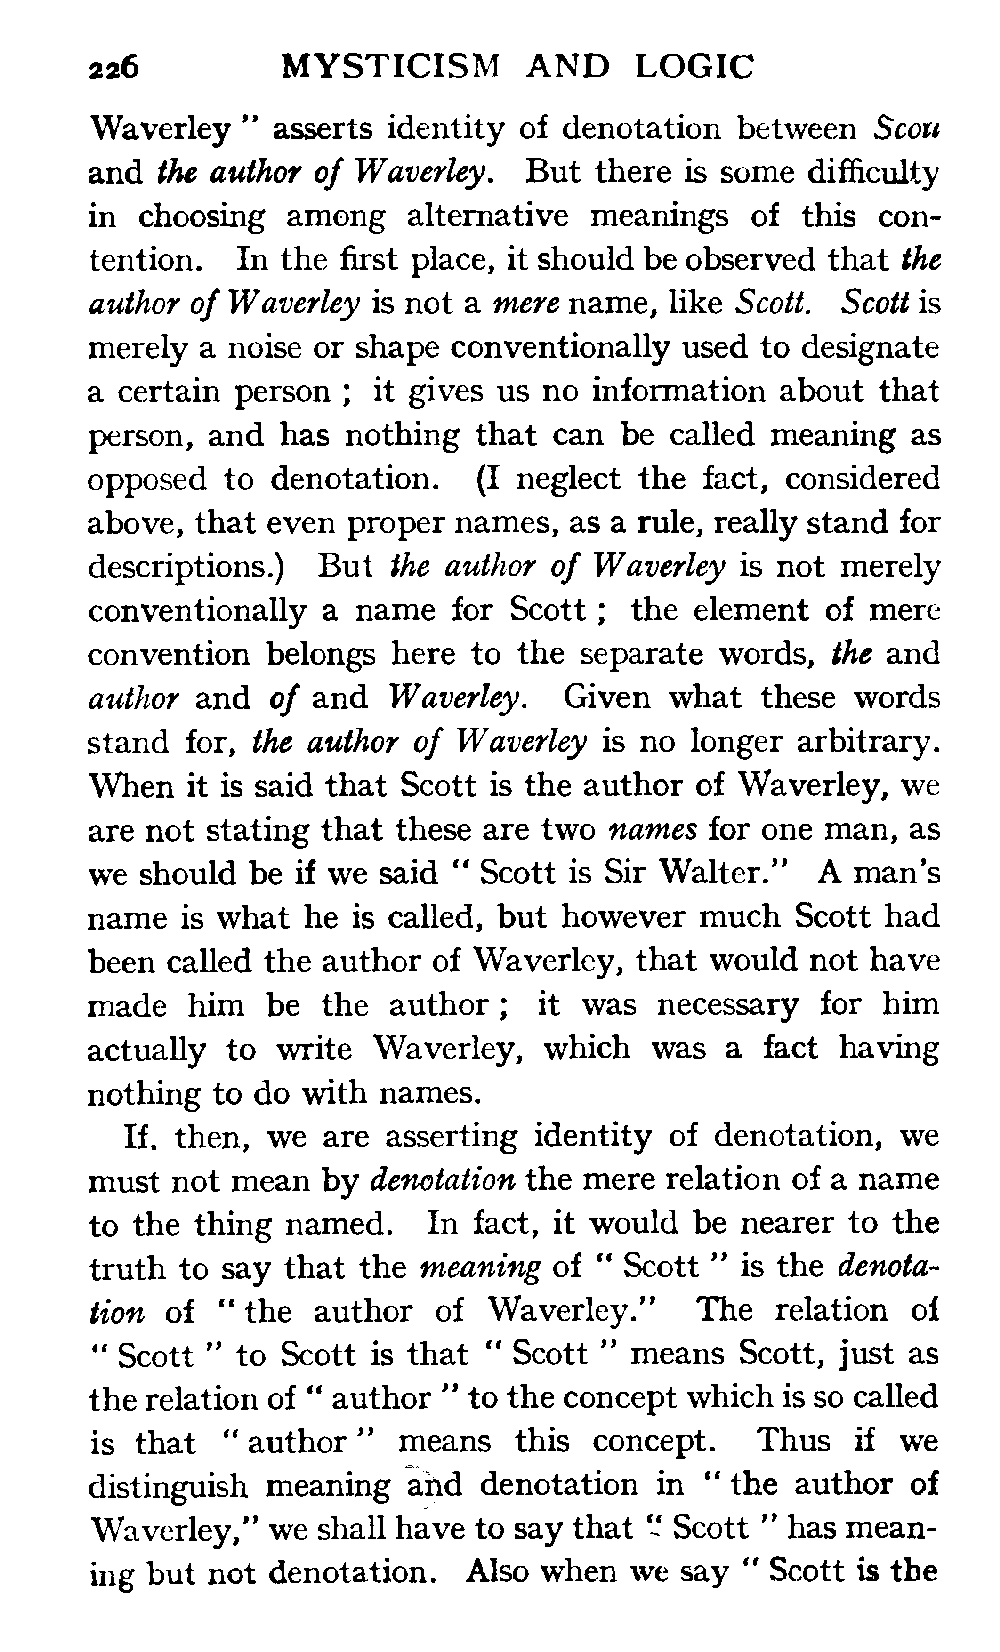 226 MYSTICISM AND LOGIC
Waverley " asserts identity of denotation between Scott
and the author of Waverley. But there is some difficulty
in choosing among alternative meanings of this con-
tention. In the first place, it should be observed that the
author of Waverley is not a mere name, like Scott. Scott is
merely a noise or shape conventionally used to designate
a certain person ; it gives us no information about that
person, and has nothing that can be called meaning as
opposed to denotation. (I neglect the fact, considered
above, that even proper names, as a rule, really stand for
descriptions.) But the author of Waverley is not merely
conventionally a name for Scott ; the element of mere
convention belongs here to the separate words, the and
author and of and Waverley. Given what these words
stand for, the author of Waverley is no longer arbitrary.
When it is said that Scott is the author of Waverley, we
are not stating that these are two names for one man, as
we should be if we said " Scott is Sir Walter." A man's
name is what he is called, but however much Scott had
been called the author of Waverley, that would not have
made him be the author ; it was necessary for him
actually to write Waverley, which was a fact having
nothing to do with names.
If. then, we are asserting identity of denotation, we
must not mean by denotation the mere relation of a name
to the thing named. In fact, it would be nearer to the
truth to say that the meaning of " Scott " is the denota-
tion of " the author of Waverley." The relation of
" Scott " to Scott is that " Scott " means Scott, just as
the relation of " author " to the concept which is so called
is that " author " means this concept. Thus if we
distinguish meaning and denotation in " the author of
Waverley," we shall have to say that " Scott " has mean-
ing but not denotation. Also when we say " Scott is the